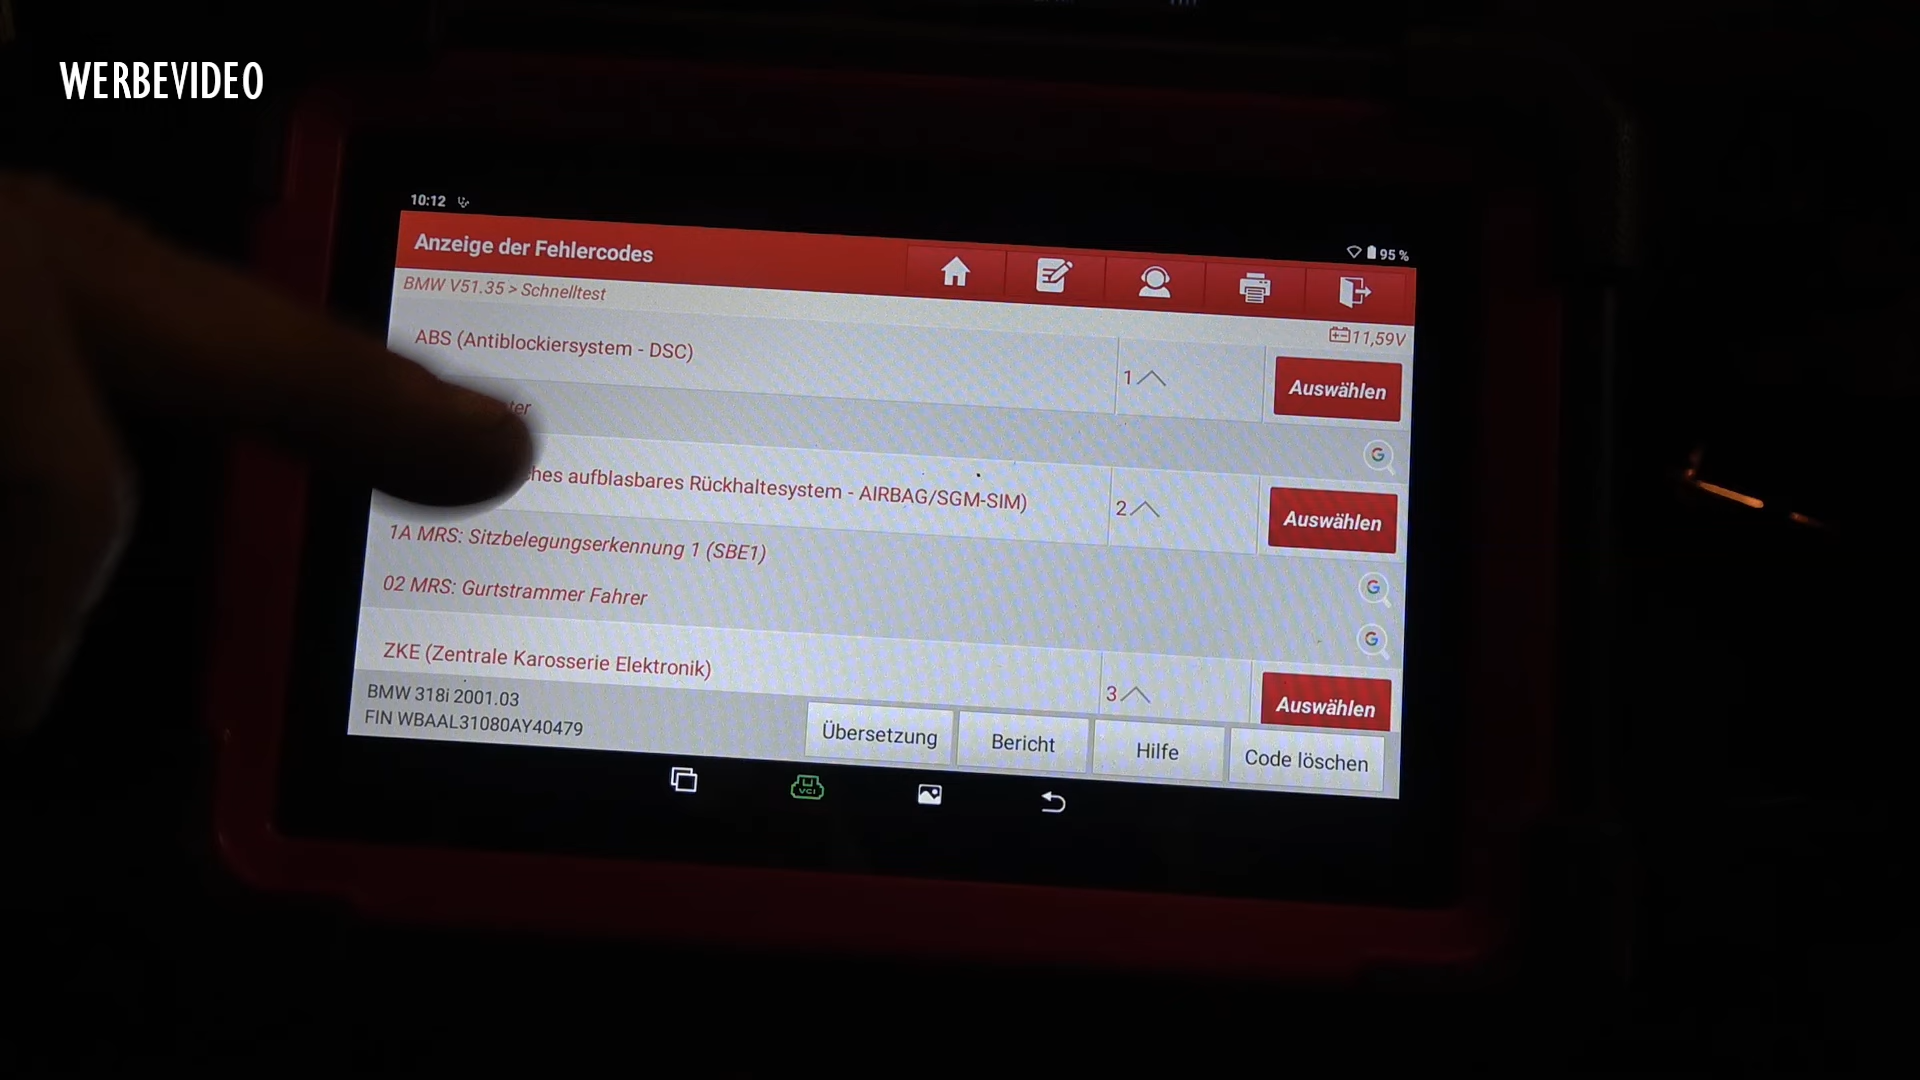 WERBEVIDEO
10:12
95 %
Anzeige der Fehlercodes
BMW V51.35 > Schnelltest
11,59V
ABS (Antiblockiersystem - DSC)
1
Auswählen
G
aufblasbares Rückhaltesystem - AIRBAG/SGM-SIM)
2
Auswählen
1A MRS: Sitzbelegungserkennung 1 (SBE1)
G
02 MRS: Gurtstrammer Fahrer
G
ZKE (Zentrale Karosserie Elektronik)
3
Auswählen
BMW 318i 2001.03
FIN WBAAL31080AY40479
Übersetzung
Bericht
Hilfe
Code löschen
VCI